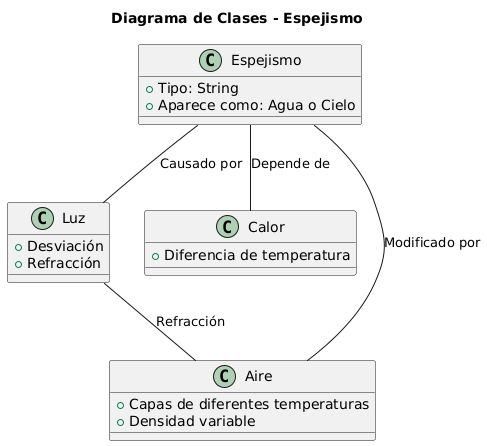 Diagrama de Clases - Espejismo
C Espejismo
Tipo: String
Aparece como: Agua o Cielo
Causado por
Depende de
C Luz
Desviación
Refracción
C Calor
Diferencia de temperatura
Modificado por
Refracción
C Aire
Capas de diferentes temperaturas
Densidad variable